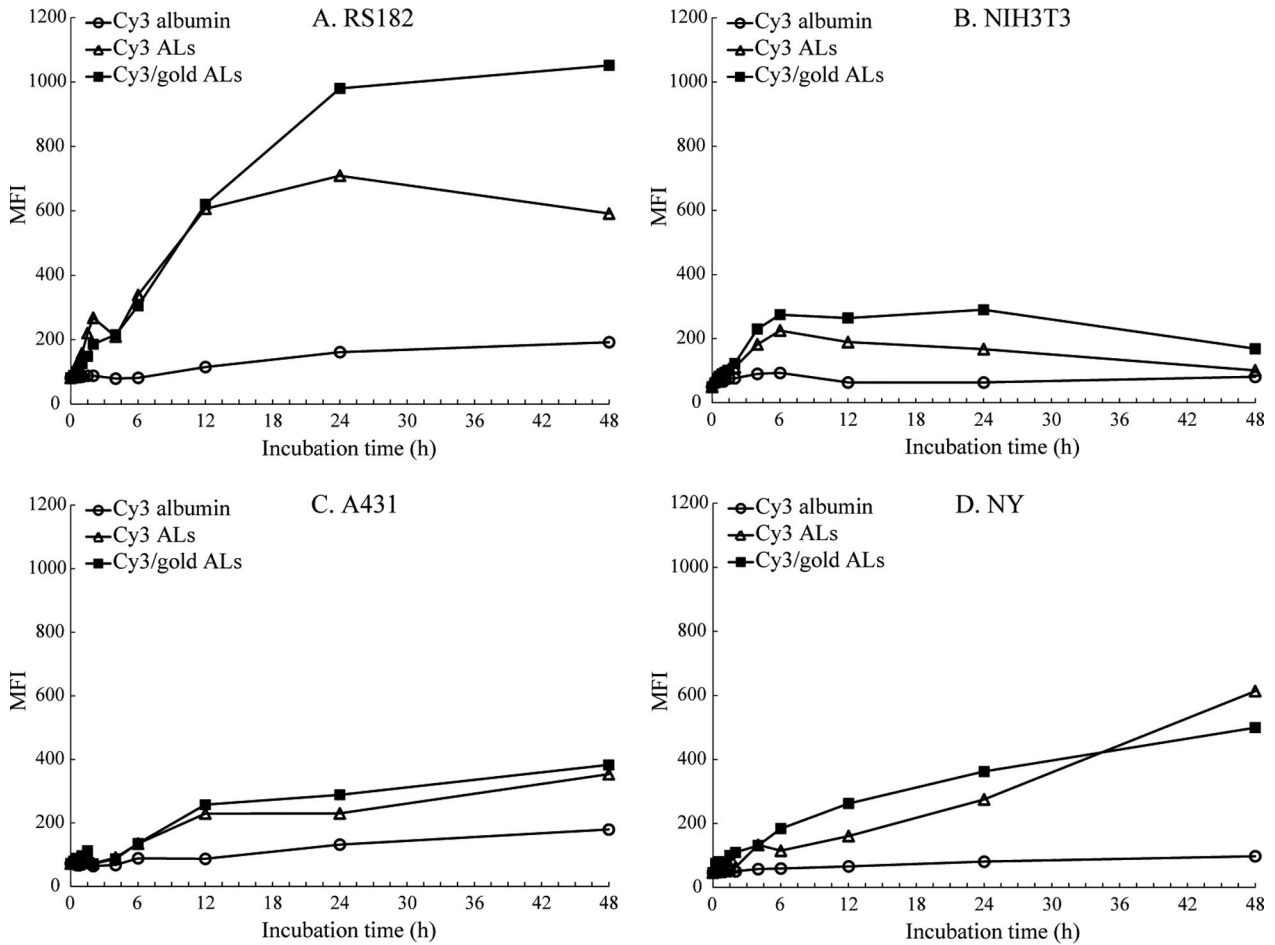 A. RS182
Cy3 albumin
Cy3 ALs
Cy3/gold ALs
MFI
1200
1000
800
600
400
200
0
0 6 12 18 24 30 36 42 48
Incubation time (h)
B. NIH3T3
Cy3 albumin
Cy3 ALs
Cy3/gold ALs
MFI
1200
1000
800
600
400
200
0
0 6 12 18 24 30 36 42 48
Incubation time (h)
C. A431
Cy3 albumin
Cy3 ALs
Cy3/gold ALs
MFI
1200
1000
800
600
400
200
0
0 6 12 18 24 30 36 42 48
Incubation time (h)
D. NY
Cy3 albumin
Cy3 ALs
Cy3/gold ALs
MFI
1200
1000
800
600
400
200
0
0 6 12 18 24 30 36 42 48
Incubation time (h)